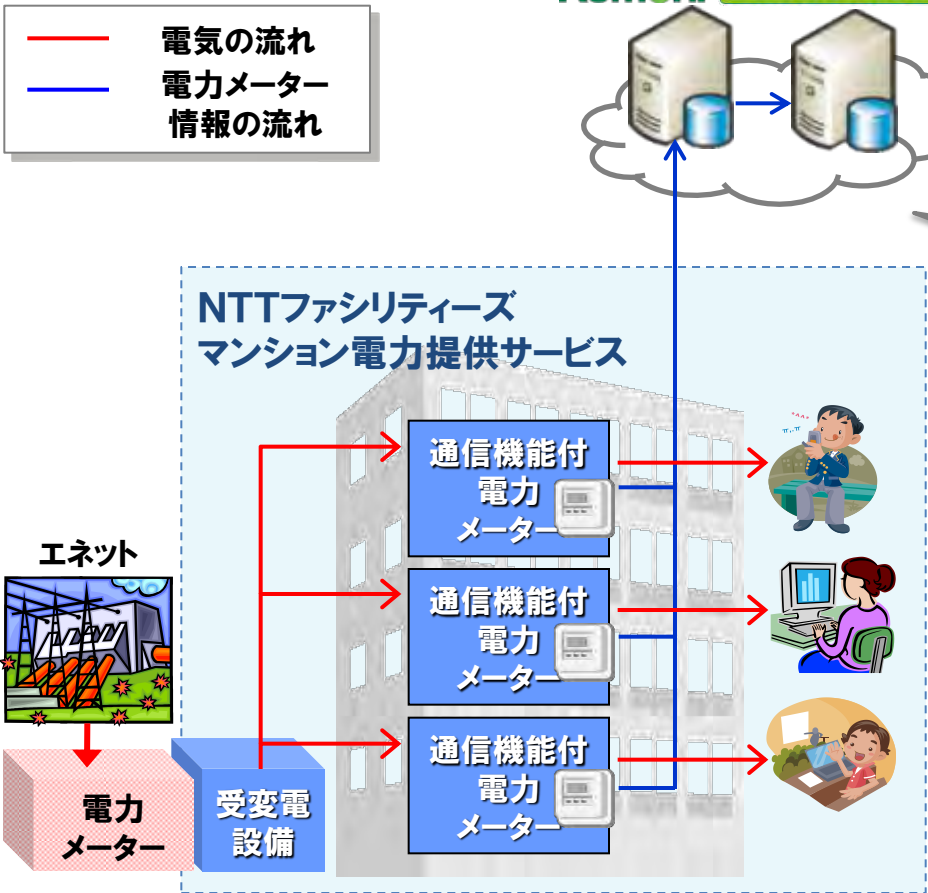 電気の流れ
電力メーター
情報の流れ
NTTファシリティーズ
マンション電力提供サービス
通信機能付
電力
メーター
通信機能付
電力
メーター
通信機能付
電力
メーター
エネット
電力
メーター
受変電
設備